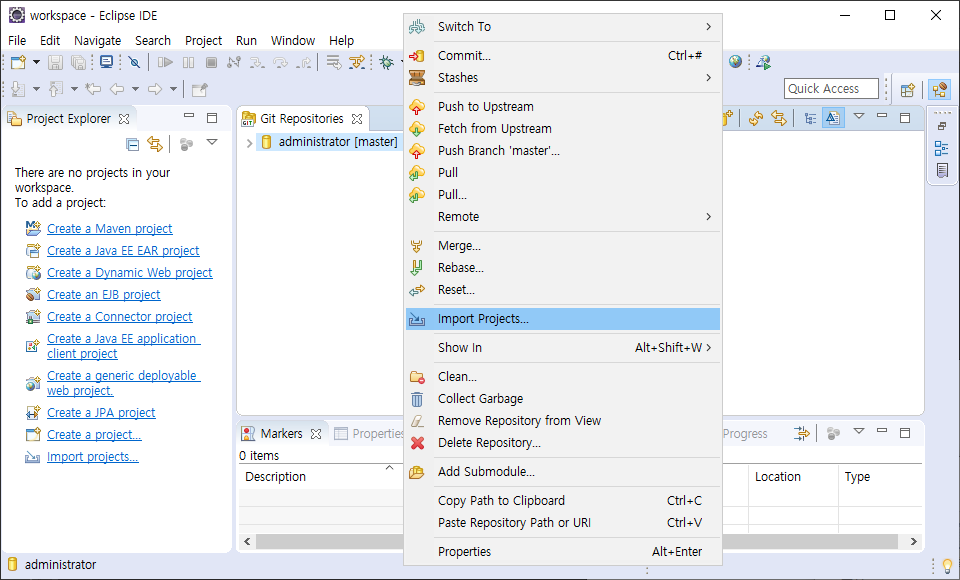 workspace - Eclipse IDE
File Edit Navigate Search Project Run Window Help
Quick Access
Project Explorer
There are no projects in your
workspace.
To add a project:
Create a Maven project
Create a Java EE EAR project
Create a Dynamic Web project
Create an EJB project
Create a Connector project
Create a Java EE application
client project
Create a generic deployable
web project.
Create a JPA project
Create a project...
Import projects...
GIT
Git Repositories
administrator [master]
Switch To
Commit... Ctrl+#
Stashes
Push to Upstream
Fetch from Upstream
Push Branch 'master'...
Pull
Pull...
Remote
Merge...
Rebase...
Reset...
Import Projects...
Show In Alt+Shift+W
Clean...
Collect Garbage
Remove Repository from View
Delete Repository...
Add Submodule...
Copy Path to Clipboard Ctrl+C
Paste Repository Path or URI Ctrl+V
Properties Alt+Enter
Markers Properties Progress
0 items
Description Location Type
administrator